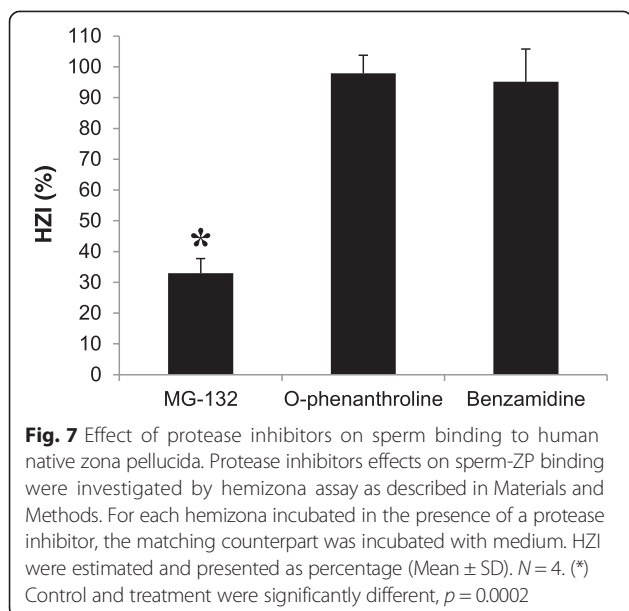 110
100
90
80
70
60
50
40
30
20
10
0
HZI (%)
*
MG-132 O-phenanthroline Benzamidine
Fig. 7 Effect of protease inhibitors on sperm binding to human
native zona pellucida. Protease inhibitors effects on sperm-ZP binding
were investigated by hemizona assay as described in Materials and
Methods. For each hemizona incubated in the presence of a protease
inhibitor, the matching counterpart was incubated with medium. HZI
were estimated and presented as percentage (Mean ± SD). N = 4. (*)
Control and treatment were significantly different, p = 0.0002